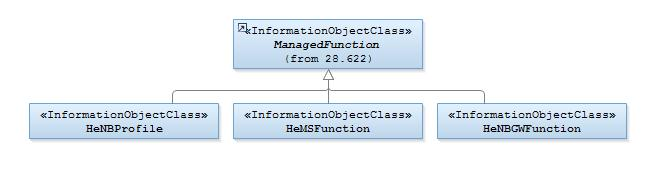 «InformationObjectClass»
ManagedFunction
(from 28.622)
«InformationObjectClass»
HeNBProfile
«InformationObjectClass»
HeMSFunction
«InformationObjectClass»
HeNBGWFunction